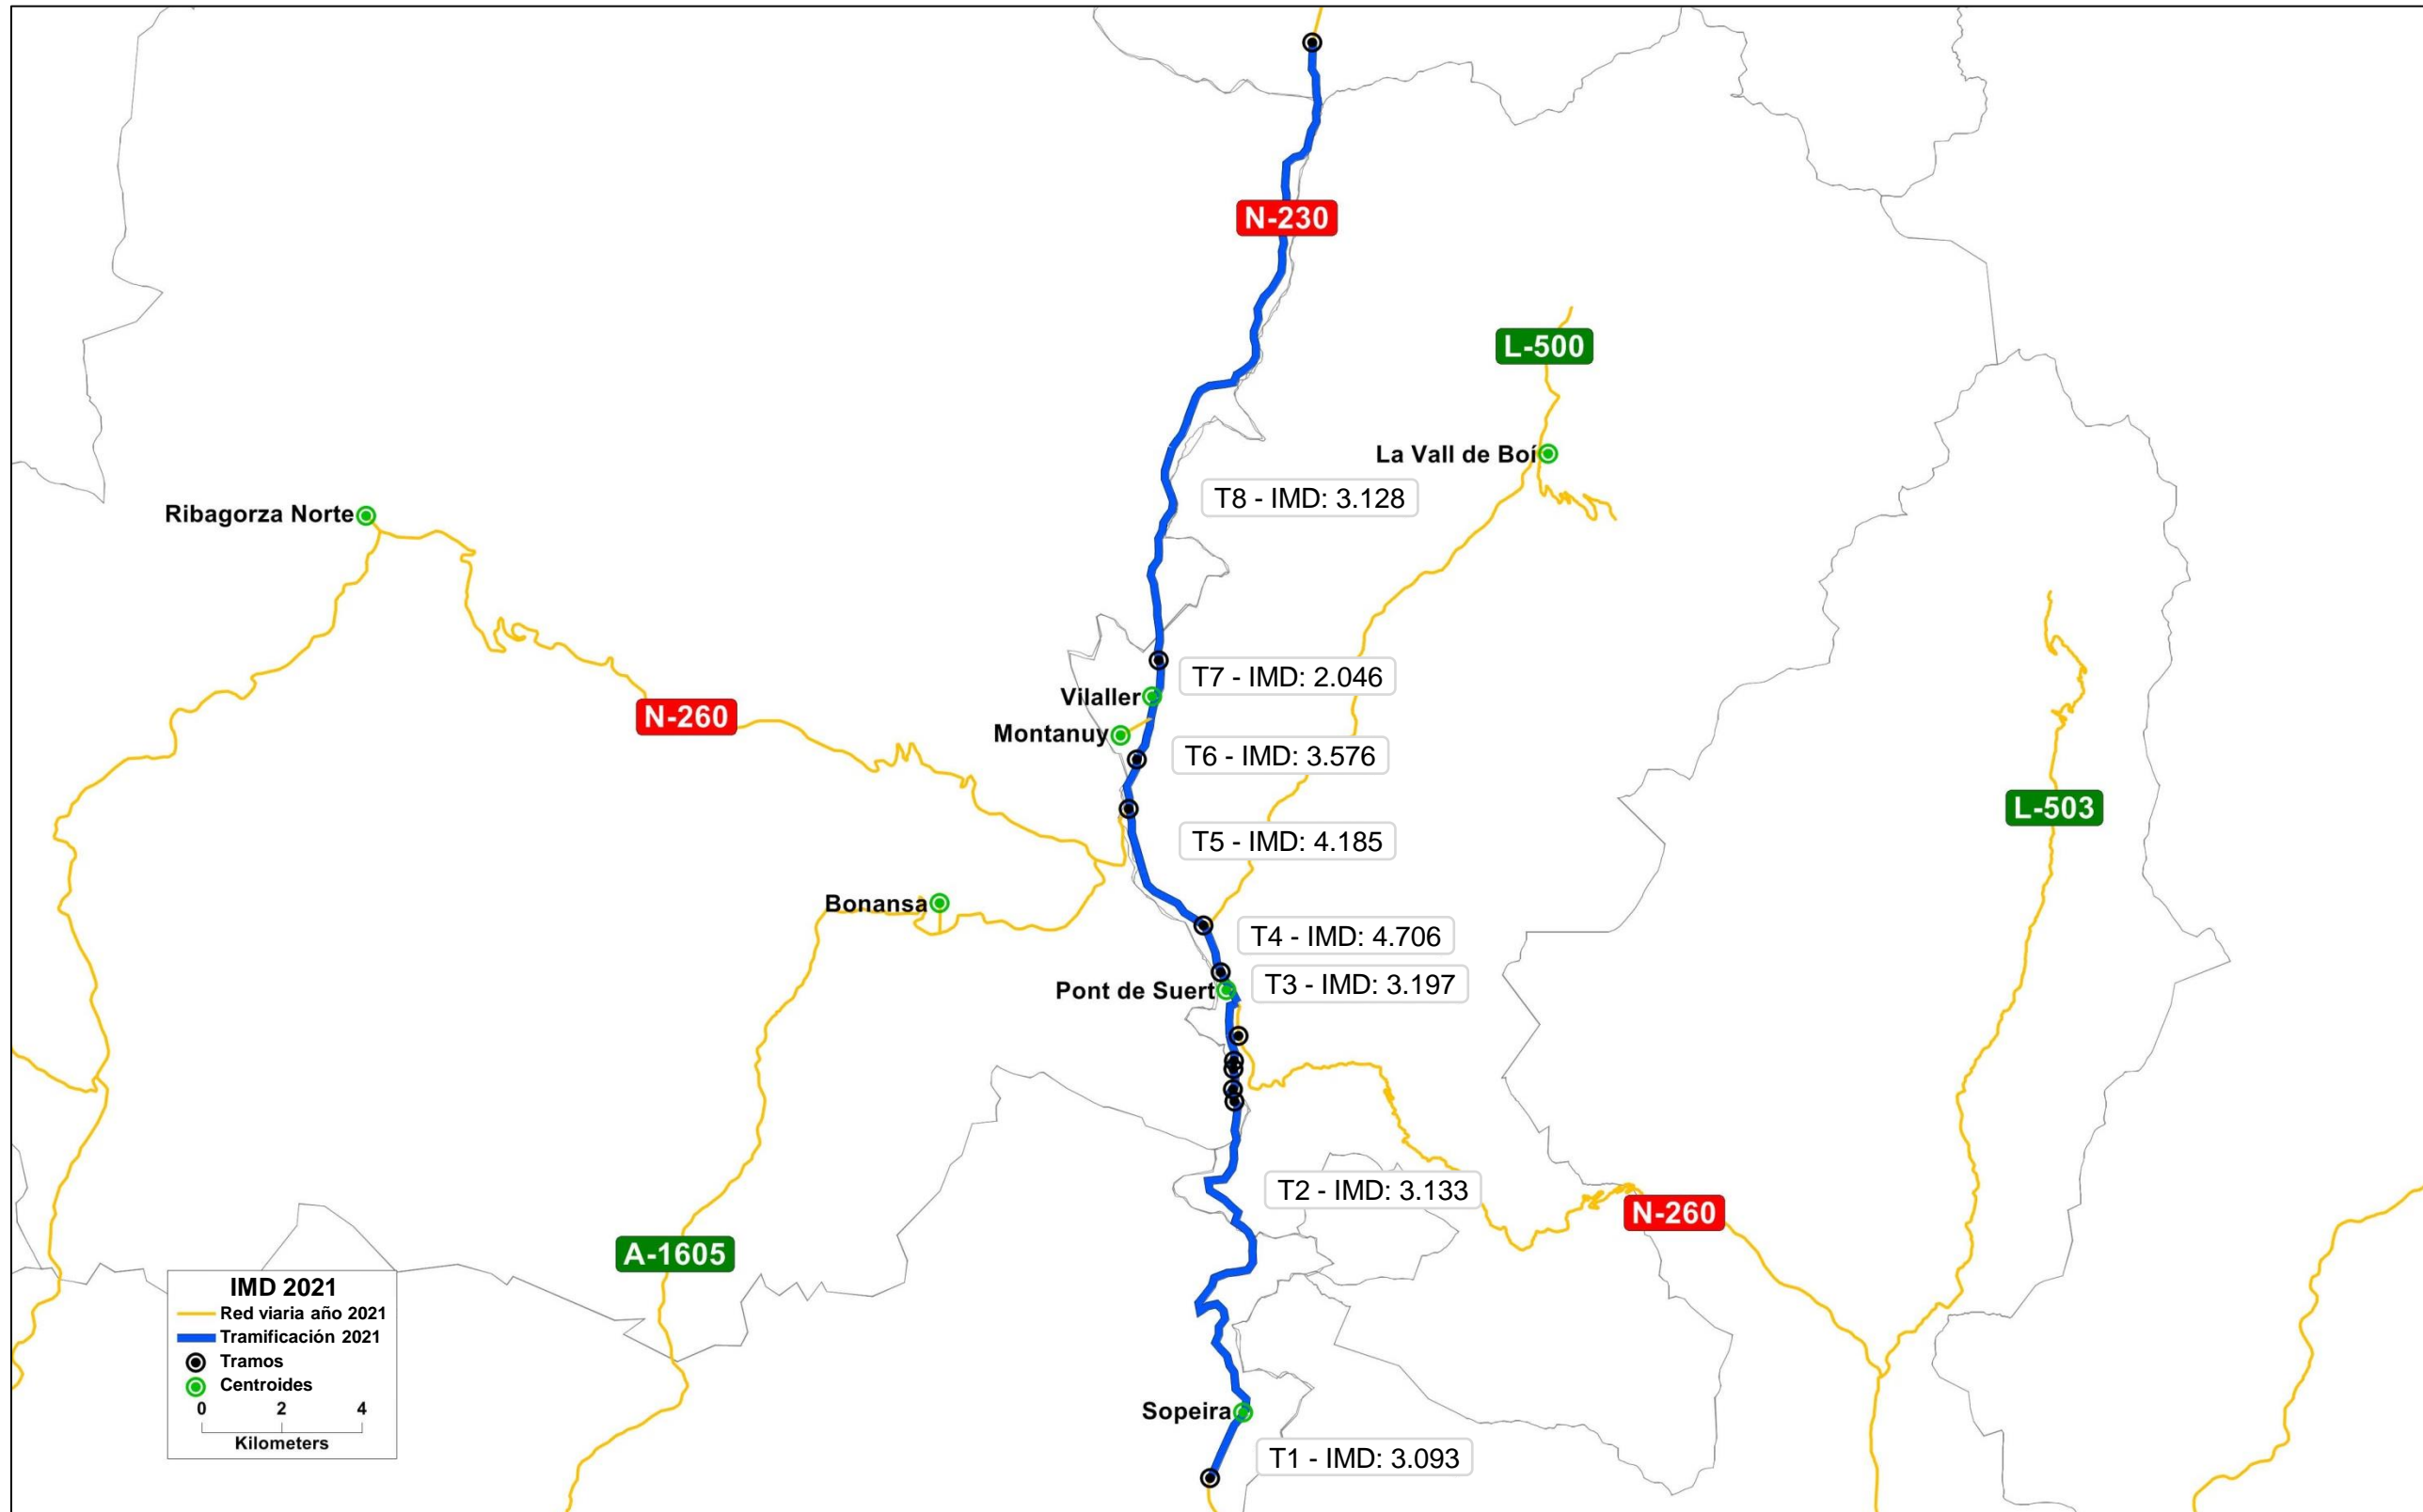 N-230
L-500
La Vall de Boí
T8 - IMD: 3.128
Ribagorza Norte
T7 - IMD: 2.046
Vilaller
N-260
Montanuy
T6 - IMD: 3.576
L-503
T5 - IMD: 4.185
Bonansa
T4 - IMD: 4.706
T3 - IMD: 3.197
Pont de Suert
T2 - IMD: 3.133
N-260
A-1605
Sopeira
T1 - IMD: 3.093
IMD 2021
Red viaria año 2021
Tramificación 2021
Tramos
Centroides
0 2 4
Kilometers